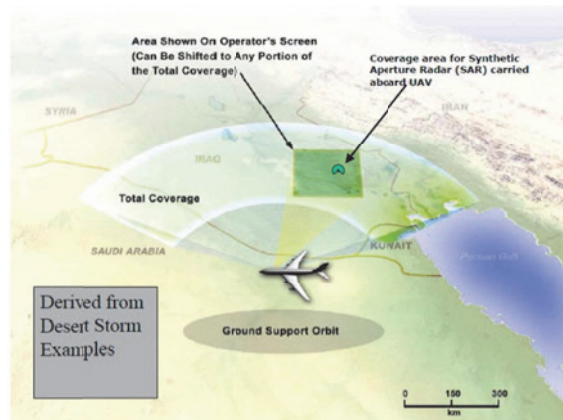 Area Shown On Operator's Screen
(Can Be Shifted to Any Portion of
the Total Coverage)
Coverage area for Synthetic
Aperture Radar (SAR) carried
aboard UAV
SYRIA
IRAN
IRAQ
Total Coverage
SAUDI ARABIA
KUWAIT
Persian Gulf
Derived from
Desert Storm
Examples
Ground Support Orbit
0 150 300
km